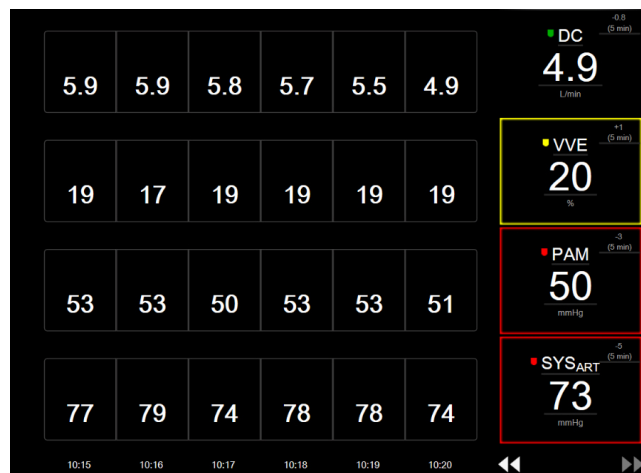 5.9 5.9 5.8 5.7 5.5 4.9
-0.8
(5 min)
DC
4.9
L/min
19 17 19 19 19 19
+1
(5 min)
VVE
20
%
53 53 50 53 53 51
-3
(5 min)
PAM
50
mmHg
77 79 74 78 78 74
-5
(5 min)
SYSART
73
mmHg
10:15 10:16 10:17 10:18 10:19 10:20